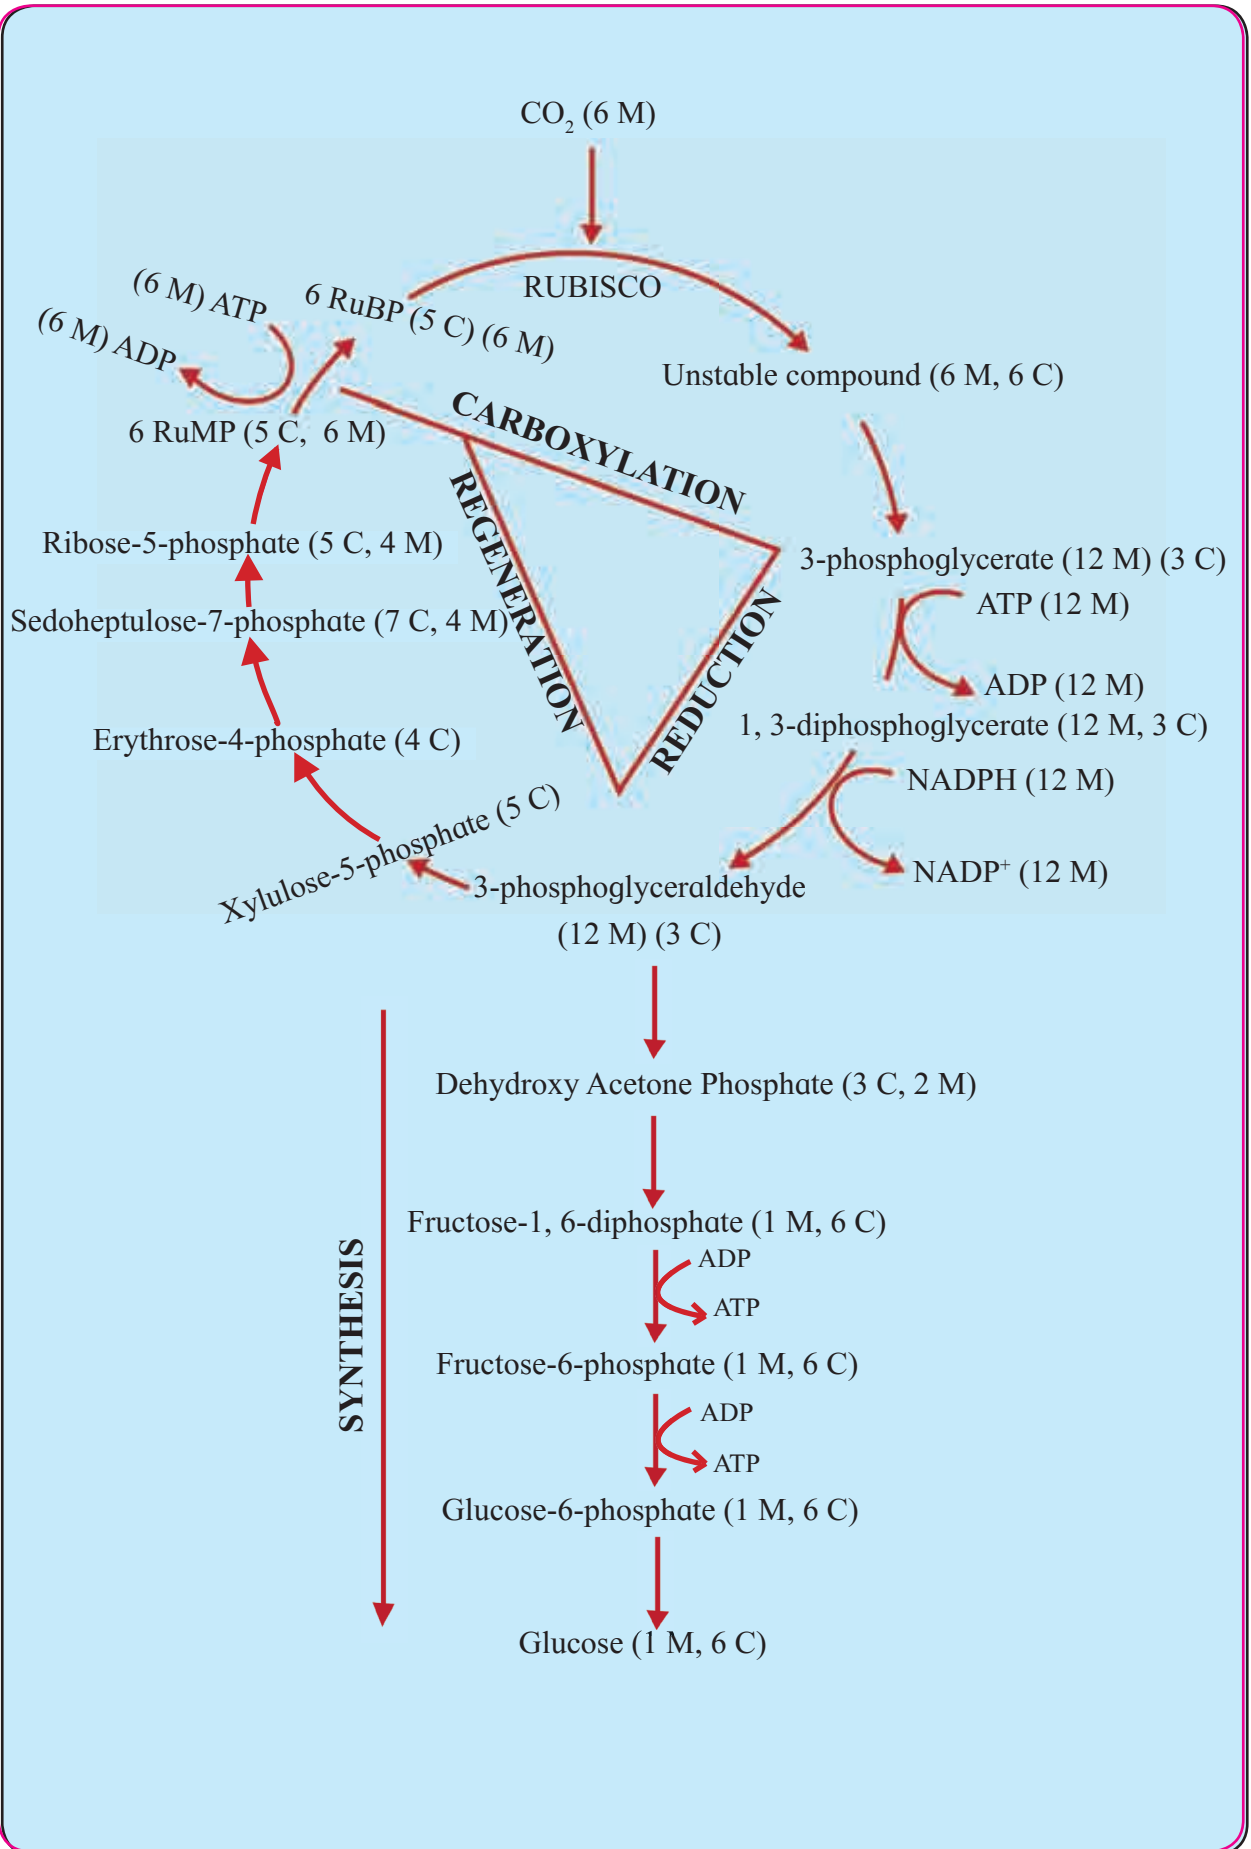 CO₂ (6 M)
RUBISCO
(6 M) ATP
(6 M) ADP
6 RuBP (5 C) (6 M)
Unstable compound (6 M, 6 C)
6 RuMP (5 C, 6 M)
CARBOXYLATION
REGENERATION
REDUCTION
Ribose-5-phosphate (5 C, 4 M)
3-phosphoglycerate (12 M) (3 C)
ATP (12 M)
Sedoheptulose-7-phosphate (7 C, 4 M)
ADP (12 M)
1, 3-diphosphoglycerate (12 M, 3 C)
Erythrose-4-phosphate (4 C)
NADPH (12 M)
Xylulose-5-phosphate (5 C)
NADP⁺ (12 M)
3-phosphoglyceraldehyde
(12 M) (3 C)
Dehydroxy Acetone Phosphate (3 C, 2 M)
Fructose-1, 6-diphosphate (1 M, 6 C)
ADP
ATP
SYNTHESIS
Fructose-6-phosphate (1 M, 6 C)
ADP
ATP
Glucose-6-phosphate (1 M, 6 C)
Glucose (1 M, 6 C)